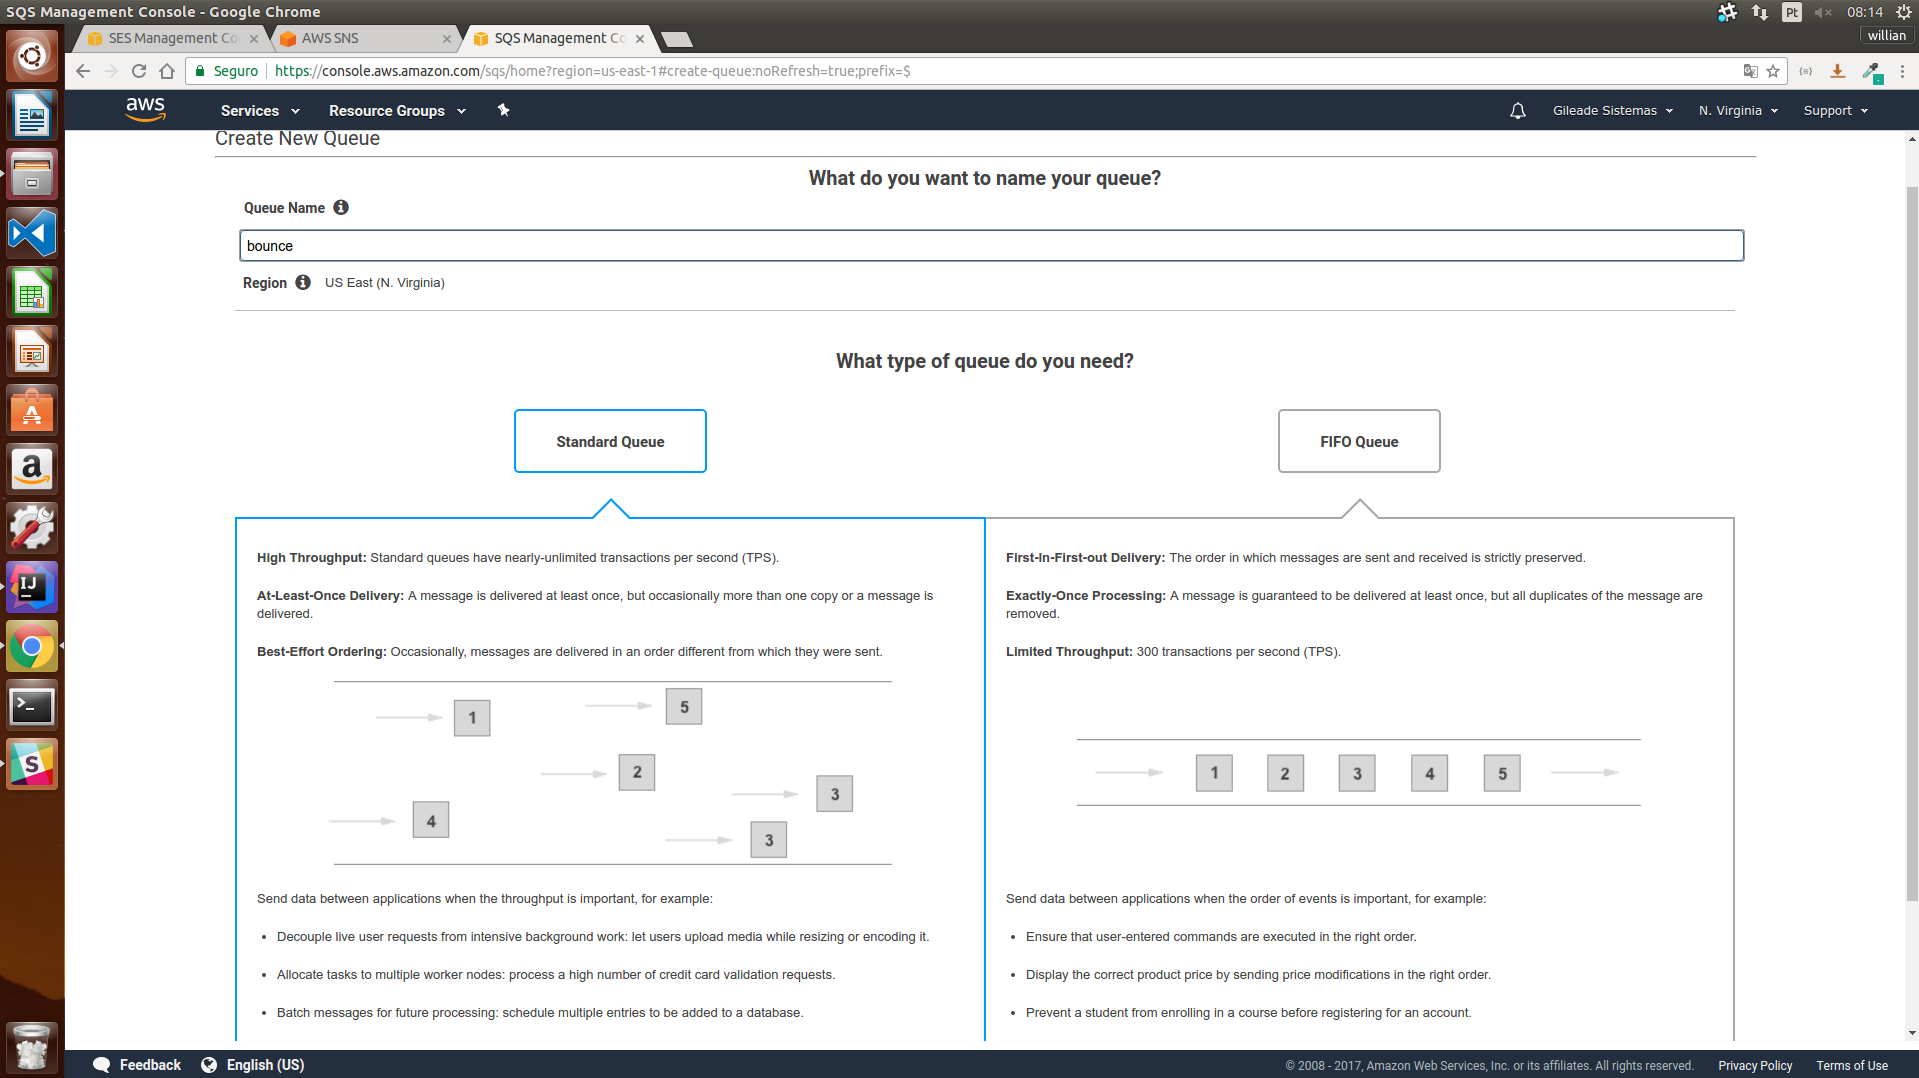 SQS Management Console - Google Chrome
Pt
08:14
SES Management Co
AWS SNS
SQS Management Co
willian
Seguro
https://console.aws.amazon.com/sqs/home?region=us-east-1#create-queue:noRefresh=true;prefix=$
aws
Services
Resource Groups
Gileade Sistemas
N. Virginia
Support
Create New Queue
What do you want to name your queue?
Queue Name
bounce
Region
US East (N. Virginia)
What type of queue do you need?
Standard Queue
FIFO Queue
High Throughput: Standard queues have nearly-unlimited transactions per second (TPS).
At-Least-Once Delivery: A message is delivered at least once, but occasionally more than one copy or a message is
delivered.
Best-Effort Ordering: Occasionally, messages are delivered in an order different from which they were sent.
1
5
2
3
4
3
Send data between applications when the throughput is important, for example:
• Decouple live user requests from intensive background work: let users upload media while resizing or encoding it.
• Allocate tasks to multiple worker nodes: process a high number of credit card validation requests.
• Batch messages for future processing: schedule multiple entries to be added to a database.
First-In-First-out Delivery: The order in which messages are sent and received is strictly preserved.
Exactly-Once Processing: A message is guaranteed to be delivered at least once, but all duplicates of the message are
removed.
Limited Throughput: 300 transactions per second (TPS).
1 2 3 4 5
Send data between applications when the order of events is important, for example:
• Ensure that user-entered commands are executed in the right order.
• Display the correct product price by sending price modifications in the right order.
• Prevent a student from enrolling in a course before registering for an account.
Feedback
English (US)
© 2008 - 2017, Amazon Web Services, Inc. or its affiliates. All rights reserved.
Privacy Policy
Terms of Use
A
a
IJ
>_
S